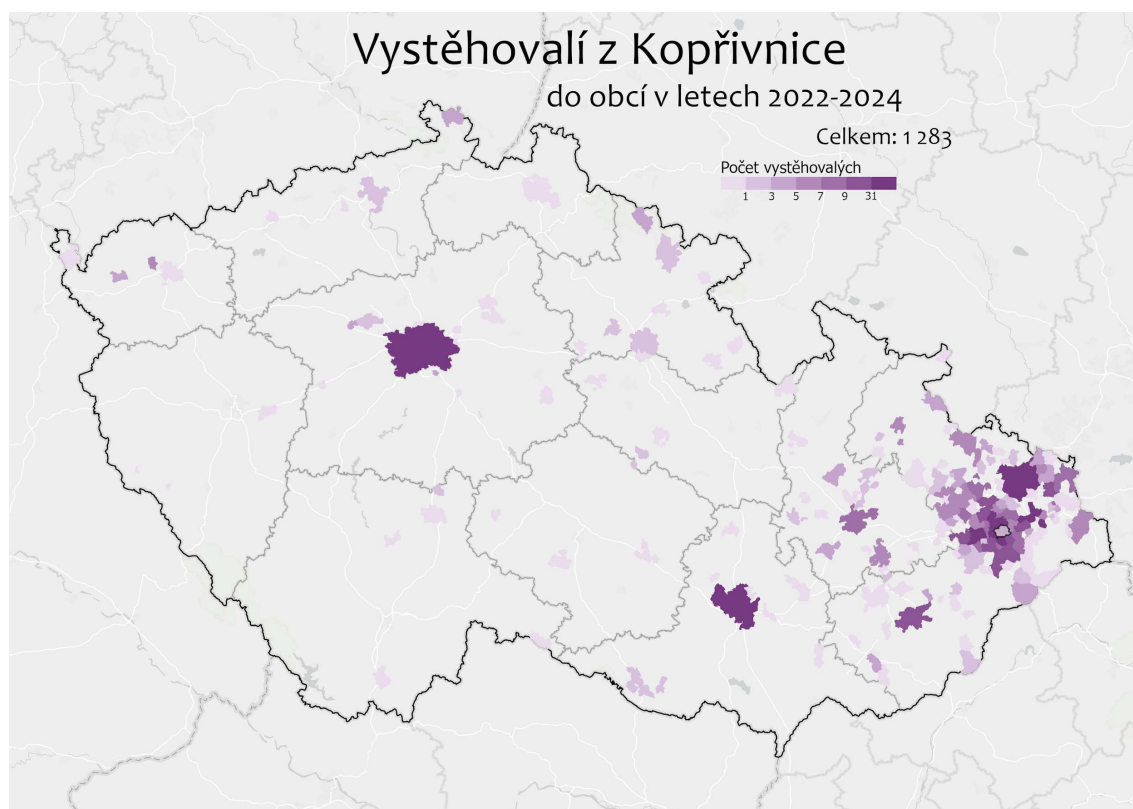 Vystěhovalí z Kopřivnice
do obcí v letech 2022-2024
Celkem: 1 283
Počet vystěhovalých
1 3 5 7 9 31